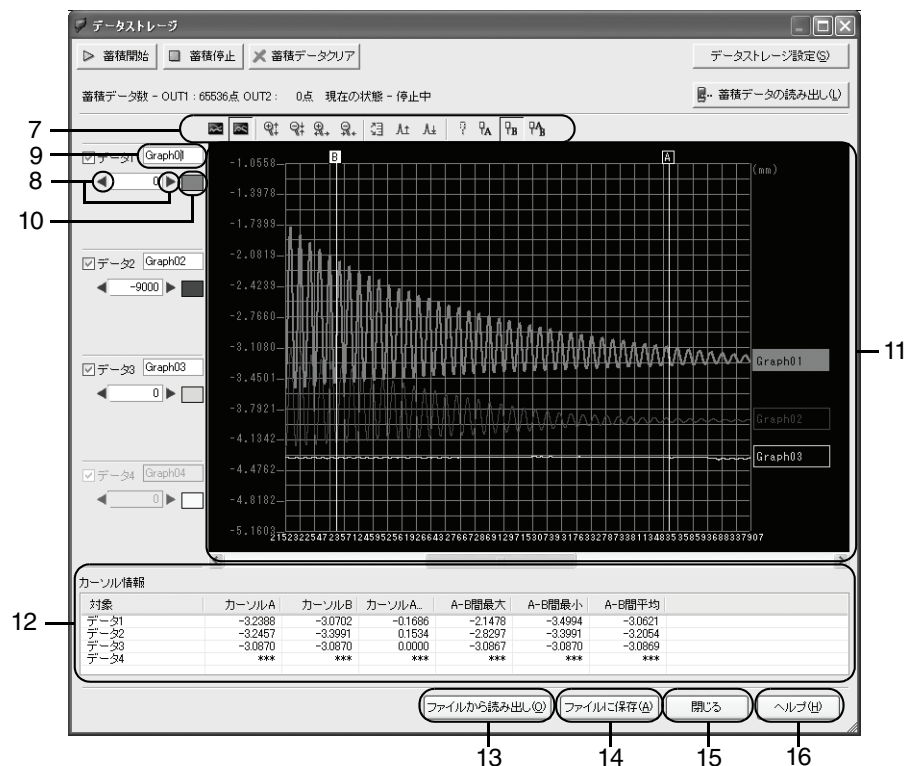 データストレージ
蓄積開始 蓄積停止 蓄積データクリア データストレージ設定(S)
蓄積データ数 - OUT1 : 65536点 OUT2 : 0点 現在の状態 - 停止中 蓄積データの読み出し(L)
7
9 データ1 Graph01
8 0
10
データ2 Graph02
-9000
データ3 Graph03
0
データ4 Graph04
0
B A
(mm)
-1.0558
-1.3978
-1.7399
-2.0819
-2.4239
-2.7660
-3.1080
-3.4501
-3.7921
-4.1342
-4.4762
-4.8182
-5.1603
Graph01
Graph02
Graph03
11
12
カーソル情報
対象 カーソルA カーソルB カーソルA... A-B間最大 A-B間最小 A-B間平均
データ1 -3.2388 -3.0702 -0.1686 -2.1478 -3.4994 -3.0621
データ2 -3.2457 -3.3991 0.1534 -2.8297 -3.3991 -3.2054
データ3 -3.0870 -3.0870 0.0000 -3.0867 -3.0870 -3.0869
データ4 *** *** *** *** *** ***
ファイルから読み出し(O) ファイルに保存(A) 閉じる ヘルプ(H)
13 14 15 16